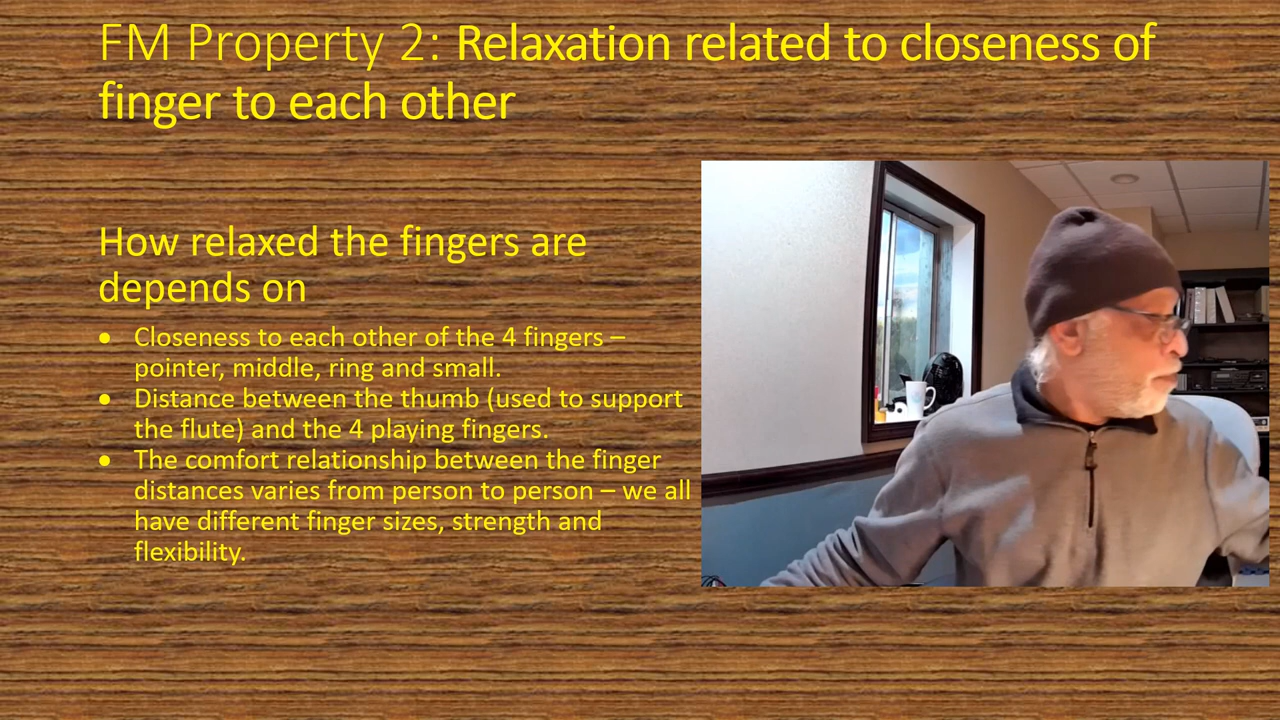 FM Property 2: Relaxation related to closeness of
finger to each other
How relaxed the fingers are
depends on
• Closeness to each other of the 4 fingers –
pointer, middle, ring and small.
• Distance between the thumb (used to support
the flute) and the 4 playing fingers.
• The comfort relationship between the finger
distances varies from person to person – we all
have different finger sizes, strength and
flexibility.